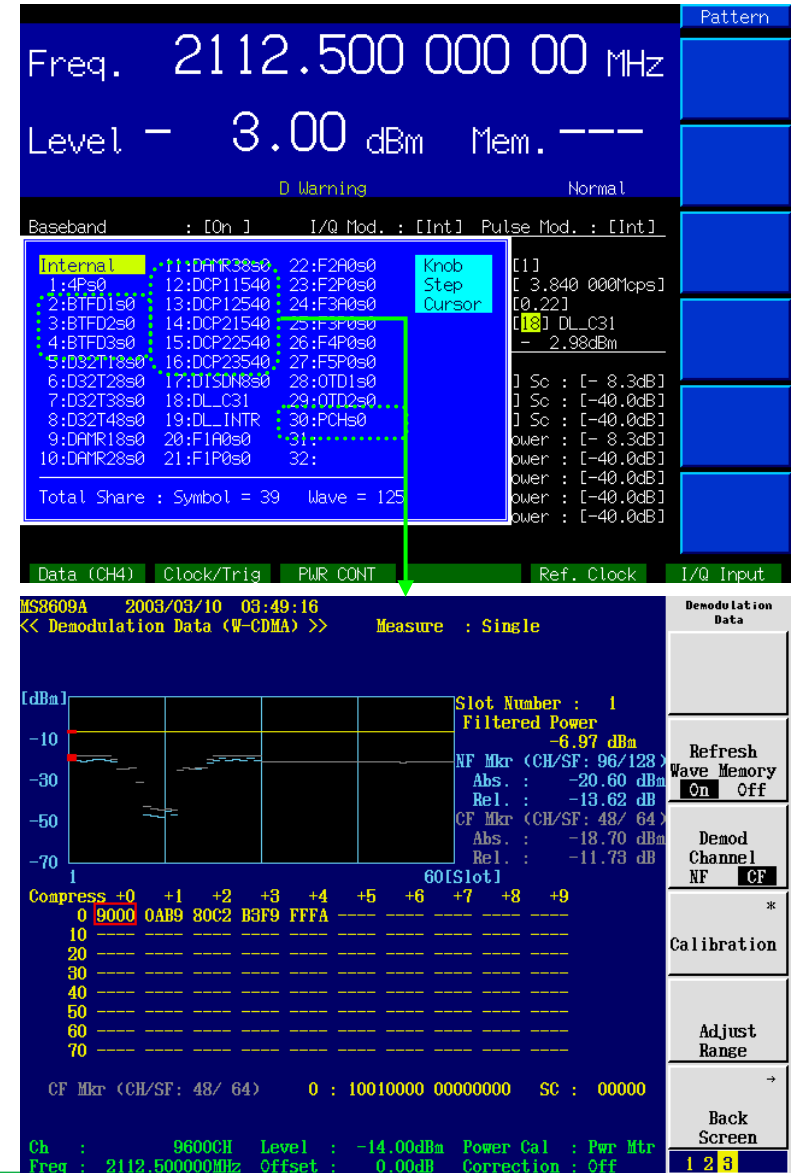 Pattern
Freq. 2112.500 000 00 MHz
Level - 3.00 dBm Mem. ---
D Warning Normal
Baseband : [On ] I/Q Mod. : [Int] Pulse Mod. : [Int]
Internal 11:DAMR38s0 22:F2A0s0 Knob [1]
1:4Ps0 12:DCP11540 23:F2P0s0 Step [ 3.840 000Mcps]
2:BTFD1s0 13:DCP12540 24:F3A0s0 Cursor [0.22]
3:BTFD2s0 14:DCP21540 25:F3P0s0 [18] DL_C31
4:BTFD3s0 15:DCP22540 26:F4P0s0 - 2.98dBm
5:D32T18s0 16:DCP23540 27:F5P0s0
6:D32T28s0 17:DISDN8S0 28:OTD1s0 ] Sc : [- 8.3dB]
7:D32T38s0 18:DL_C31 29:OTD2s0 ] Sc : [-40.0dB]
8:D32T48s0 19:DL_INTR 30:PCHs0 ] Sc : [-40.0dB]
9:DAMR18s0 20:F1A0s0 31: ower : [- 8.3dB]
10:DAMR28s0 21:F1P0s0 32: ower : [-40.0dB]
ower : [-40.0dB]
Total Share : Symbol = 39 Wave = 125 ower : [-40.0dB]
ower : [-40.0dB]
Data (CH4) Clock/Trig PWR CONT Ref. Clock I/Q Input
MS8609A 2003/03/10 03:49:16
<< Demodulation Data (W-CDMA) >> Measure : Single
Demodulation
Data
[dBm]
-10
-30
-50
-70
1 60[Slot]
Slot Number : 1
Filtered Power
-6.97 dBm
NF Mkr (CH/SF: 96/128)
Abs. : -20.60 dBm
Rel. : -13.62 dB
CF Mkr (CH/SF: 48/ 64)
Abs. : -18.70 dBm
Rel. : -11.73 dB
Refresh
Wave Memory
On Off
Demod
Channel
NF CF
*
Calibration
Adjust
Range
→
Back
Screen
1 2 3
Compress +0 +1 +2 +3 +4 +5 +6 +7 +8 +9
0 9000 0AB9 80C2 B3F9 FFFA ---- ---- ---- ---- ----
10 ---- ---- ---- ---- ---- ---- ---- ---- ---- ----
20 ---- ---- ---- ---- ---- ---- ---- ---- ---- ----
30 ---- ---- ---- ---- ---- ---- ---- ---- ---- ----
40 ---- ---- ---- ---- ---- ---- ---- ---- ---- ----
50 ---- ---- ---- ---- ---- ---- ---- ---- ---- ----
60 ---- ---- ---- ---- ---- ---- ---- ---- ---- ----
70 ---- ---- ---- ---- ---- ---- ---- ---- ---- ----
CF Mkr (CH/SF: 48/ 64) 0 : 10010000 00000000 SC : 00000
Ch : 9600CH Level : -14.00dBm Power Cal : Pwr Mtr
Freq : 2112.500000MHz Offset : 0.00dB Correction : Off